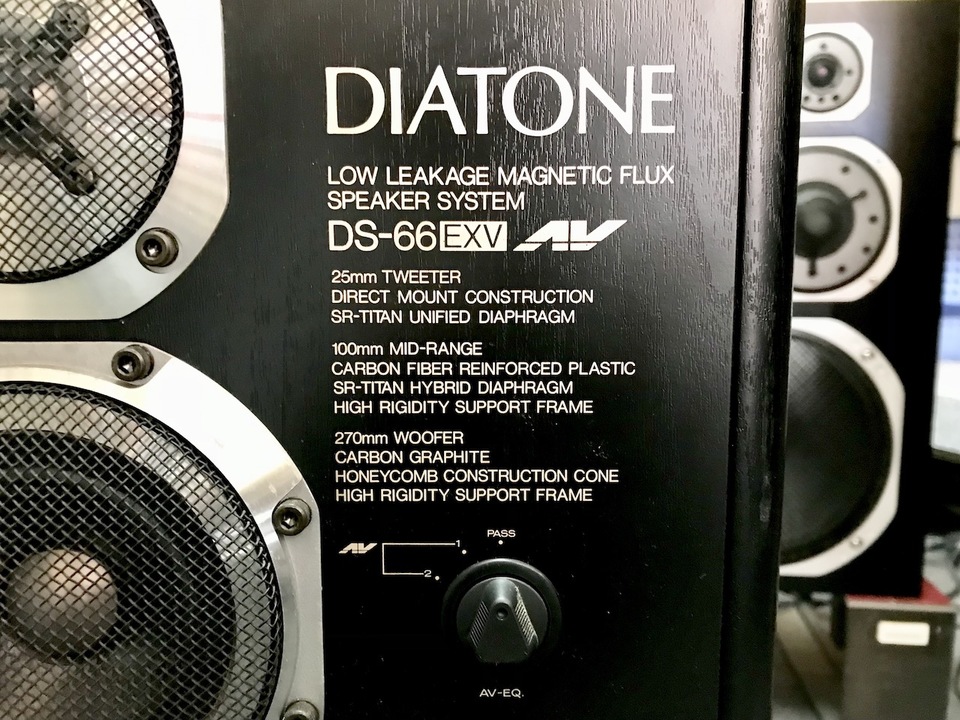 DIATONE
LOW LEAKAGE MAGNETIC FLUX
SPEAKER SYSTEM
DS-66 EXV AV
25mm TWEETER
DIRECT MOUNT CONSTRUCTION
SR-TITAN UNIFIED DIAPHRAGM
100mm MID-RANGE
CARBON FIBER REINFORCED PLASTIC
SR-TITAN HYBRID DIAPHRAGM
HIGH RIGIDITY SUPPORT FRAME
270mm WOOFER
CARBON GRAPHITE
HONEYCOMB CONSTRUCTION CONE
HIGH RIGIDITY SUPPORT FRAME
PASS
AV 1
2
AV-EQ.